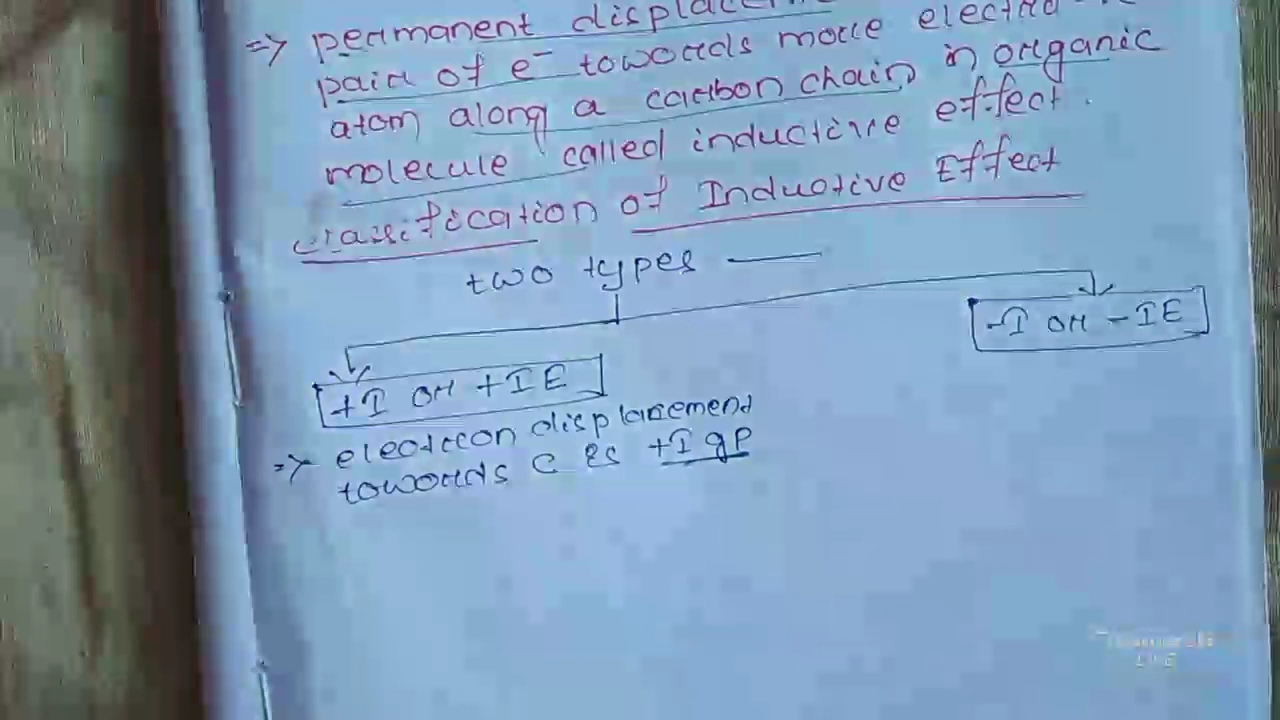 => permanent displace
pair of e⁻ towards more electro
atom along a carbon chain in organic
molecule called inductive effect.
classification of Inductive Effect
two types —
-I OR -IE
+I OR +IE
=> electron displacement
towards C is +I gp